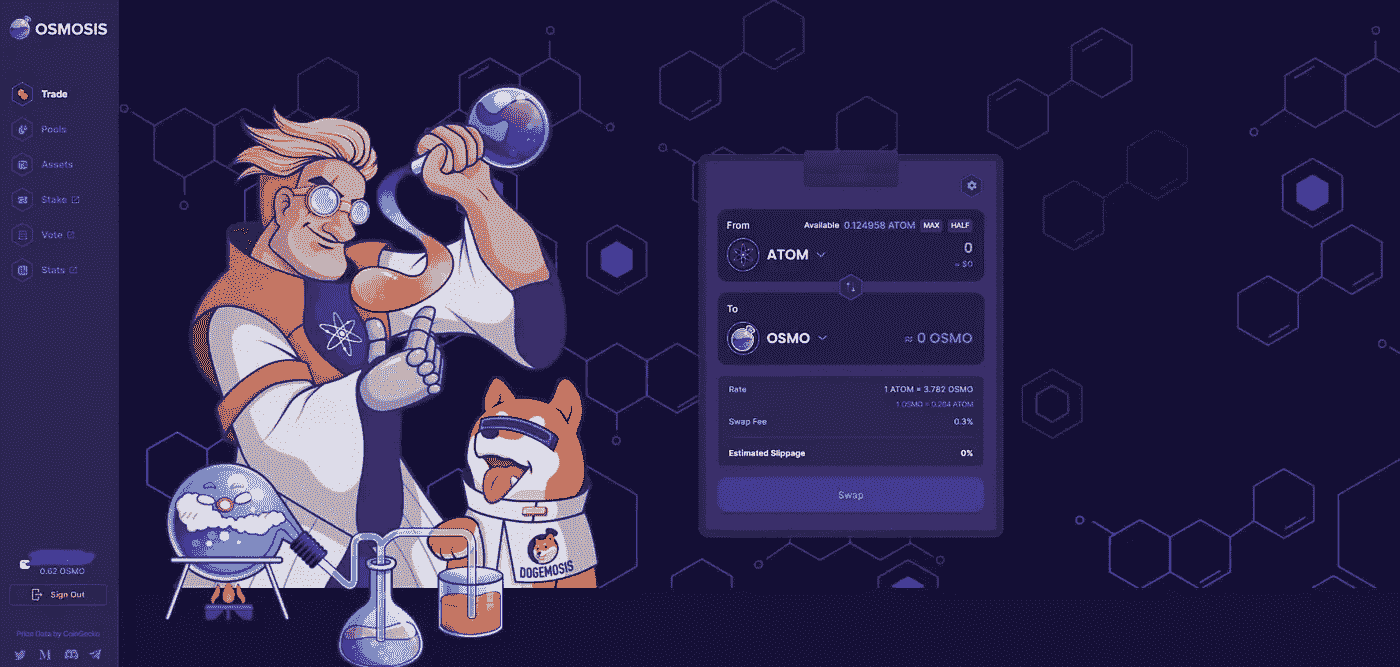 OSMOSIS
Trade
Pools
Assets
Stake
Vote
Stats
0.62 OSMO
Sign Out
Price Data by CoinGecko
DOGEMOSIS
From
Available 0.124958 ATOM MAX HALF
ATOM
0
≈ $0
To
OSMO
≈ 0 OSMO
Rate
1 ATOM = 3.782 OSMO
1 OSMO = 0.264 ATOM
Swap Fee
0.3%
Estimated Slippage
0%
Swap